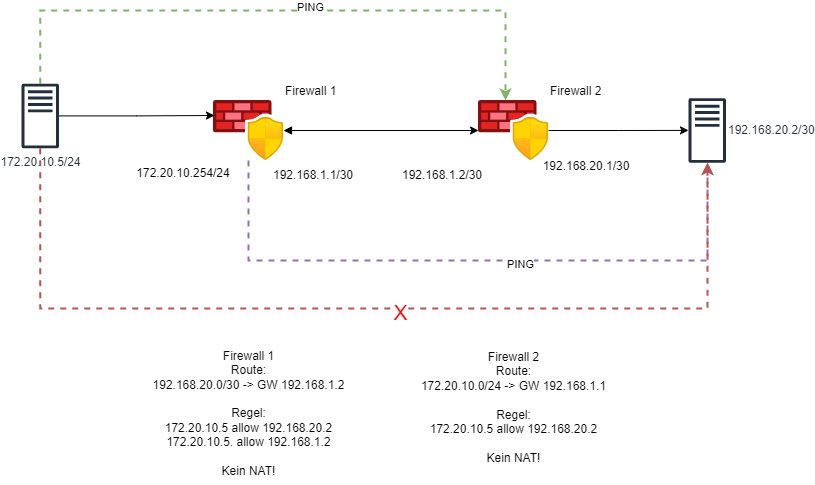 PING
Firewall 1
Firewall 2
192.168.20.2/30
172.20.10.5/24
172.20.10.254/24
192.168.1.1/30
192.168.1.2/30
192.168.20.1/30
PING
X
Firewall 1
Route:
192.168.20.0/30 -> GW 192.168.1.2
Regel:
172.20.10.5 allow 192.168.20.2
172.20.10.5. allow 192.168.1.2
Kein NAT!
Firewall 2
Route:
172.20.10.0/24 -> GW 192.168.1.1
Regel:
172.20.10.5 allow 192.168.20.2
Kein NAT!